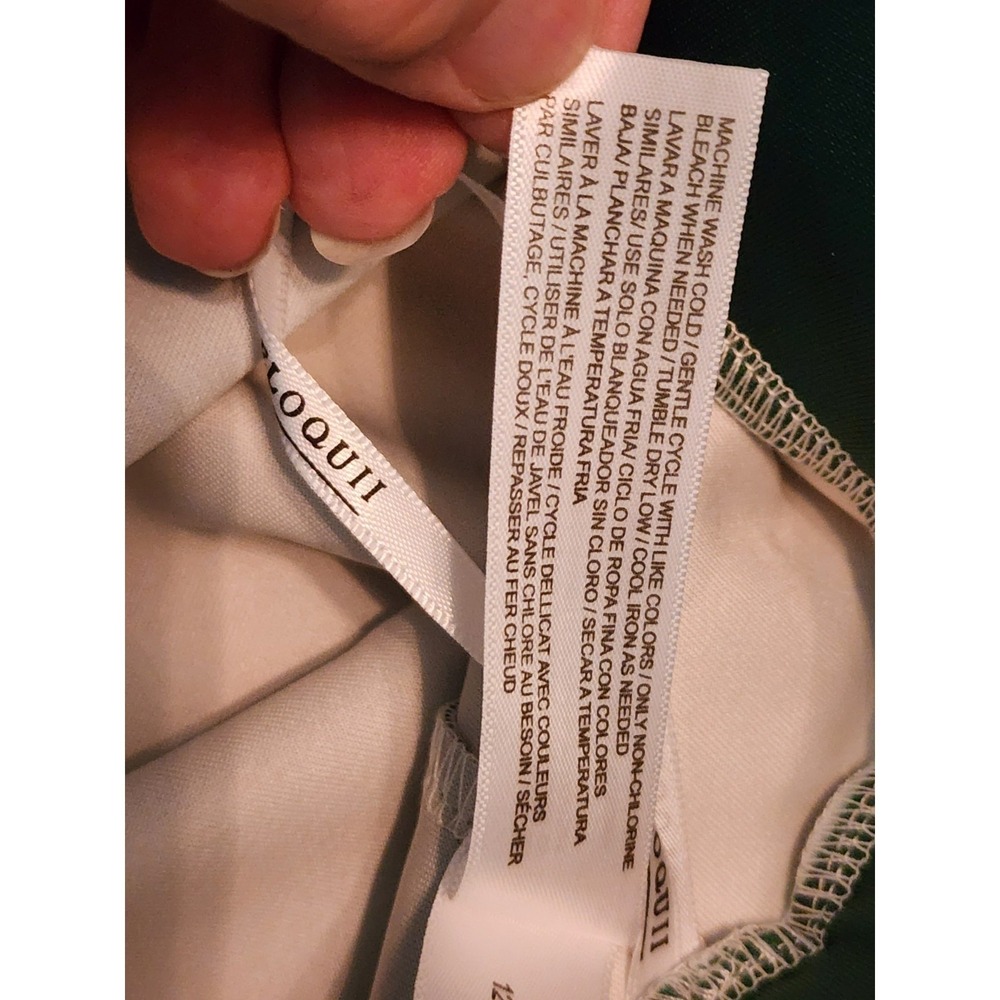 MACHINE WASH COLD / GENTLE CYCLE WITH LIKE COLORS / ONLY NON-CHLORINE
BLEACH WHEN NEEDED / TUMBLE DRY LOW / COOL IRON AS NEEDED
LAVAR A MAQUINA CON AGUA FRIA/ CICLO DE ROPA FINA CON COLORES
SIMILARES/ USE SOLO BLANQUEADOR SIN CLORO / SECAR A TEMPERATURA
BAJA/ PLANCHAR A TEMPERATURA FRIA
LAVER À LA MACHINE À L'EAU FROIDE / CYCLE DELLICAT AVEC COULEURS
SIMILAIRES / UTILISER DE L'EAU DE JAVEL SANS CHLORE AU BESOIN / SÉCHER
PAR CULBUTAGE, CYCLE DOUX / REPASSER AU FER CHEUD
LOQUII
OQUII
12